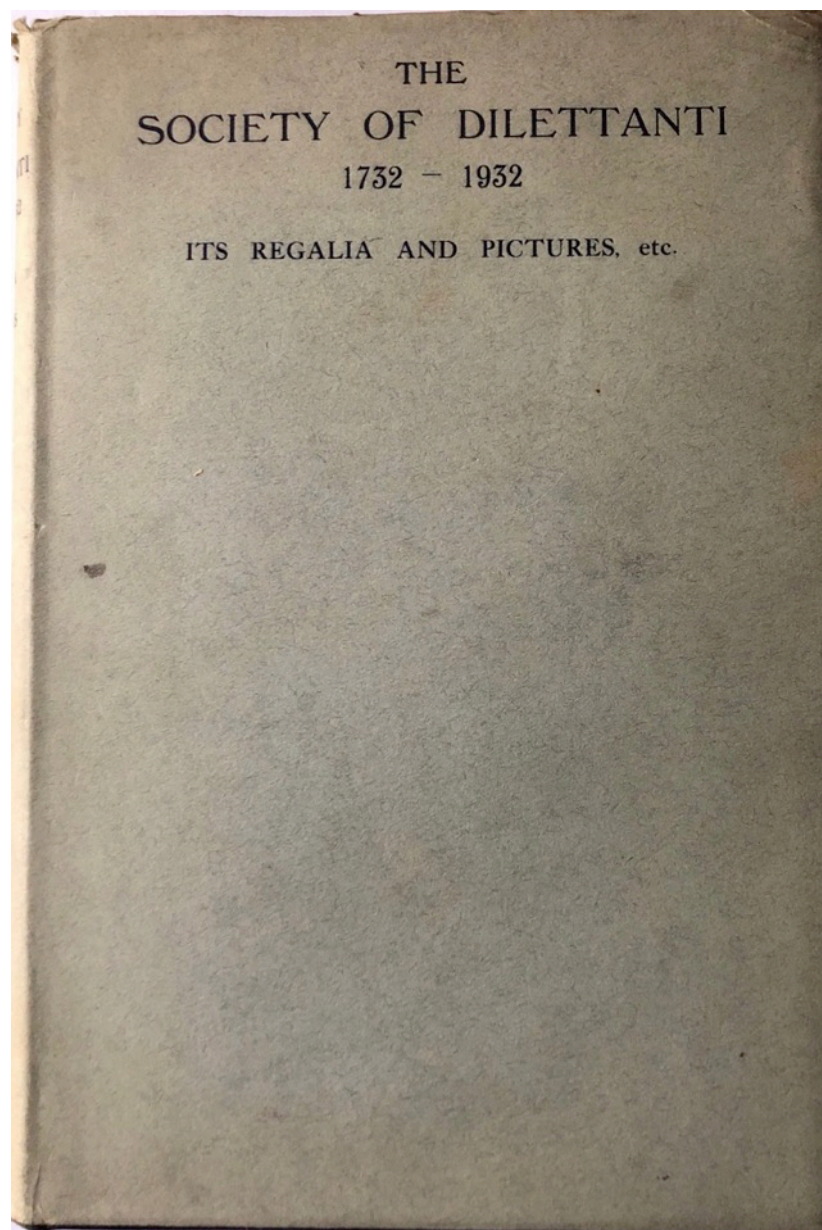 THE
SOCIETY OF DILETTANTI
1732 – 1932
ITS REGALIA AND PICTURES, etc.